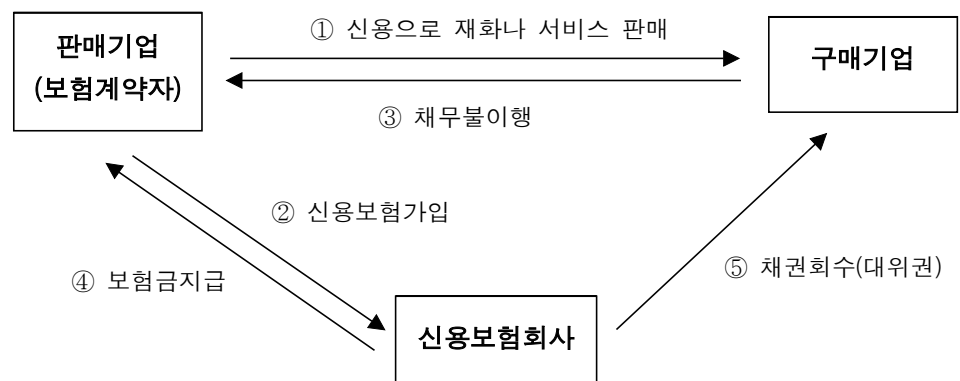 판매기업
(보험계약자)
① 신용으로 재화나 서비스 판매
구매기업
③ 채무불이행
② 신용보험가입
④ 보험금지급
⑤ 채권회수(대위권)
신용보험회사